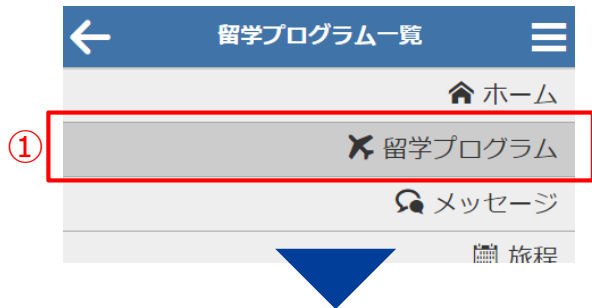 留学プログラム一覧
ホーム
① 留学プログラム
メッセージ
旅程